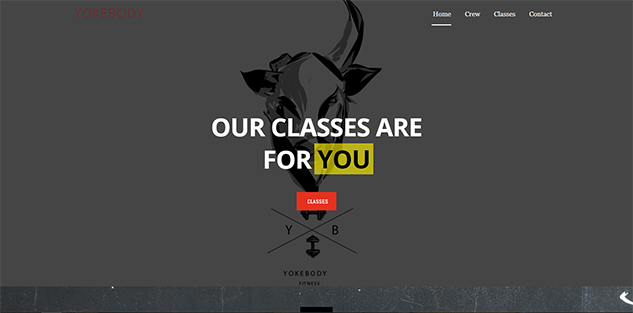 YOKEBODY
Home Crew Classes Contact
OUR CLASSES ARE
FOR YOU
CLASSES
Y B
YOKEBODY
FITNESS